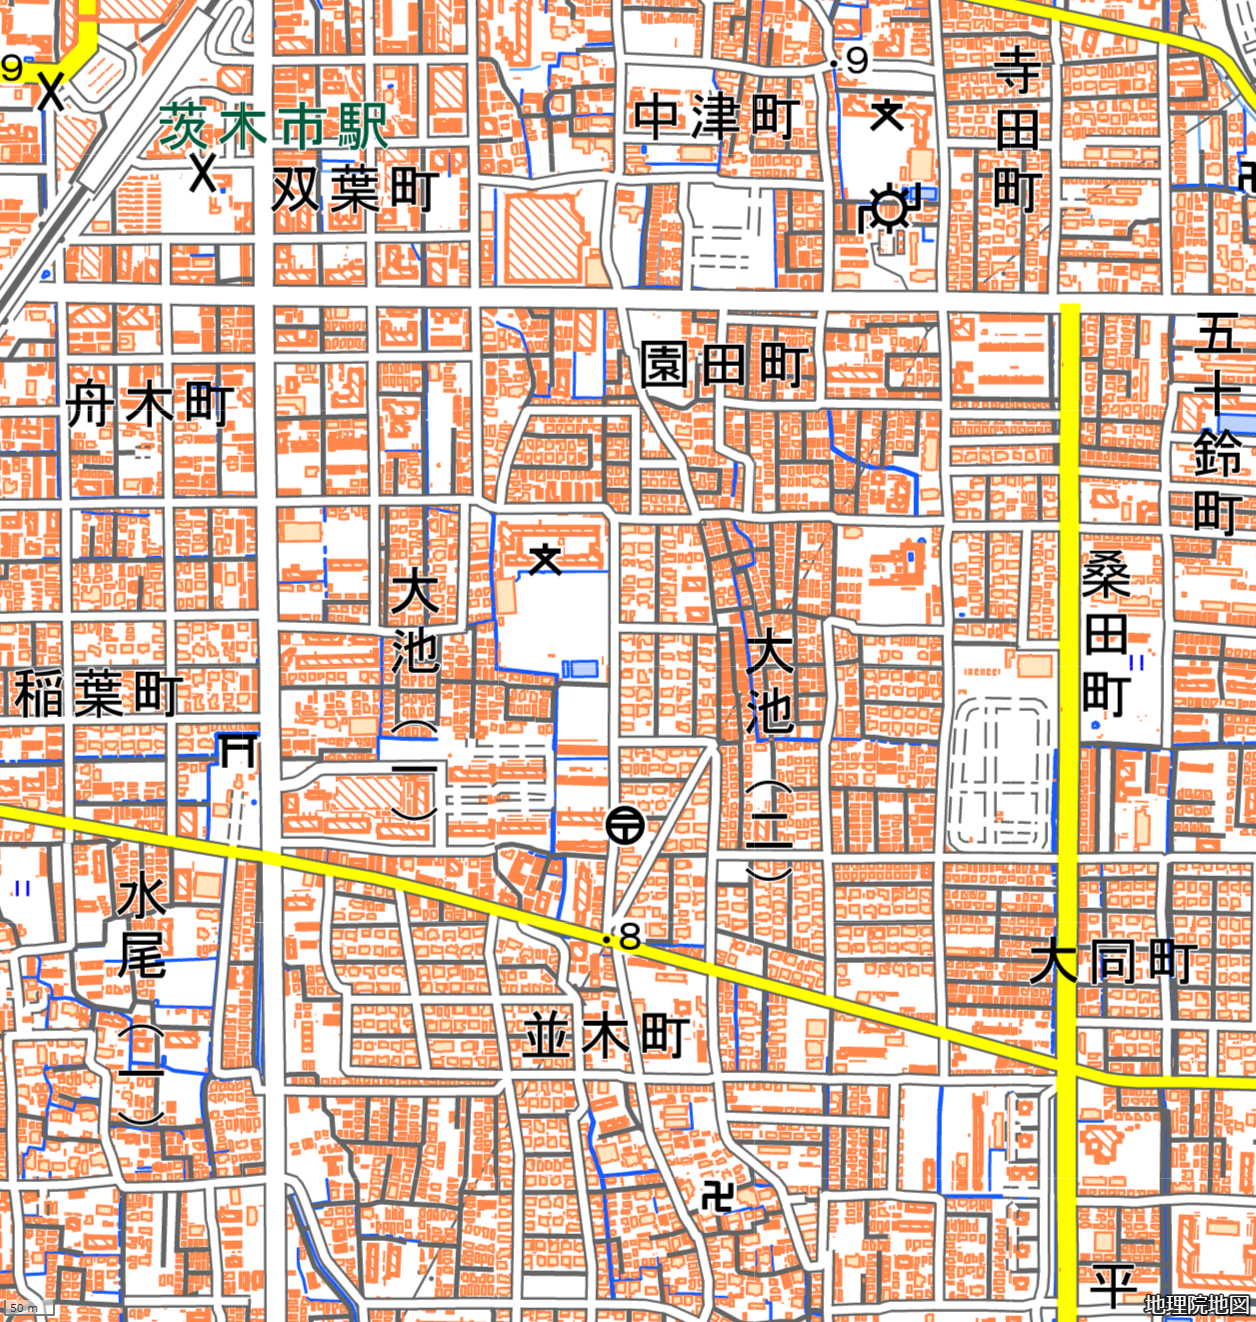 9
茨木市駅
双葉町
中津町
9
寺田町
園田町
五十鈴町
舟木町
大池(一)
大池(二)
桑田町
稲葉町
水尾(一)
8
大同町
並木町
平
50 m
地理院地図